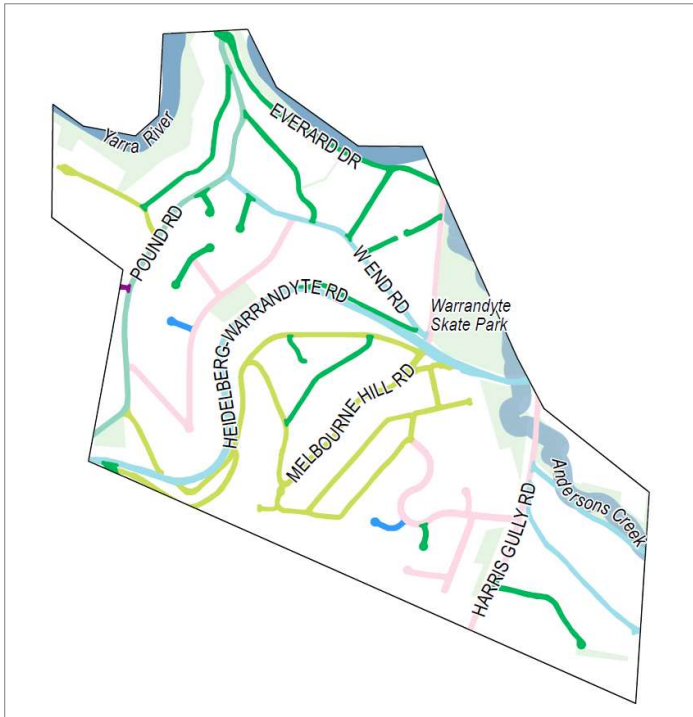 Yarra River
EVERARD DR
POUND RD
W END RD
HEIDELBERG-WARRANDYTE RD
Warrandyte
Skate Park
MELBOURNE HILL RD
Andersons Creek
HARRIS GULLY RD